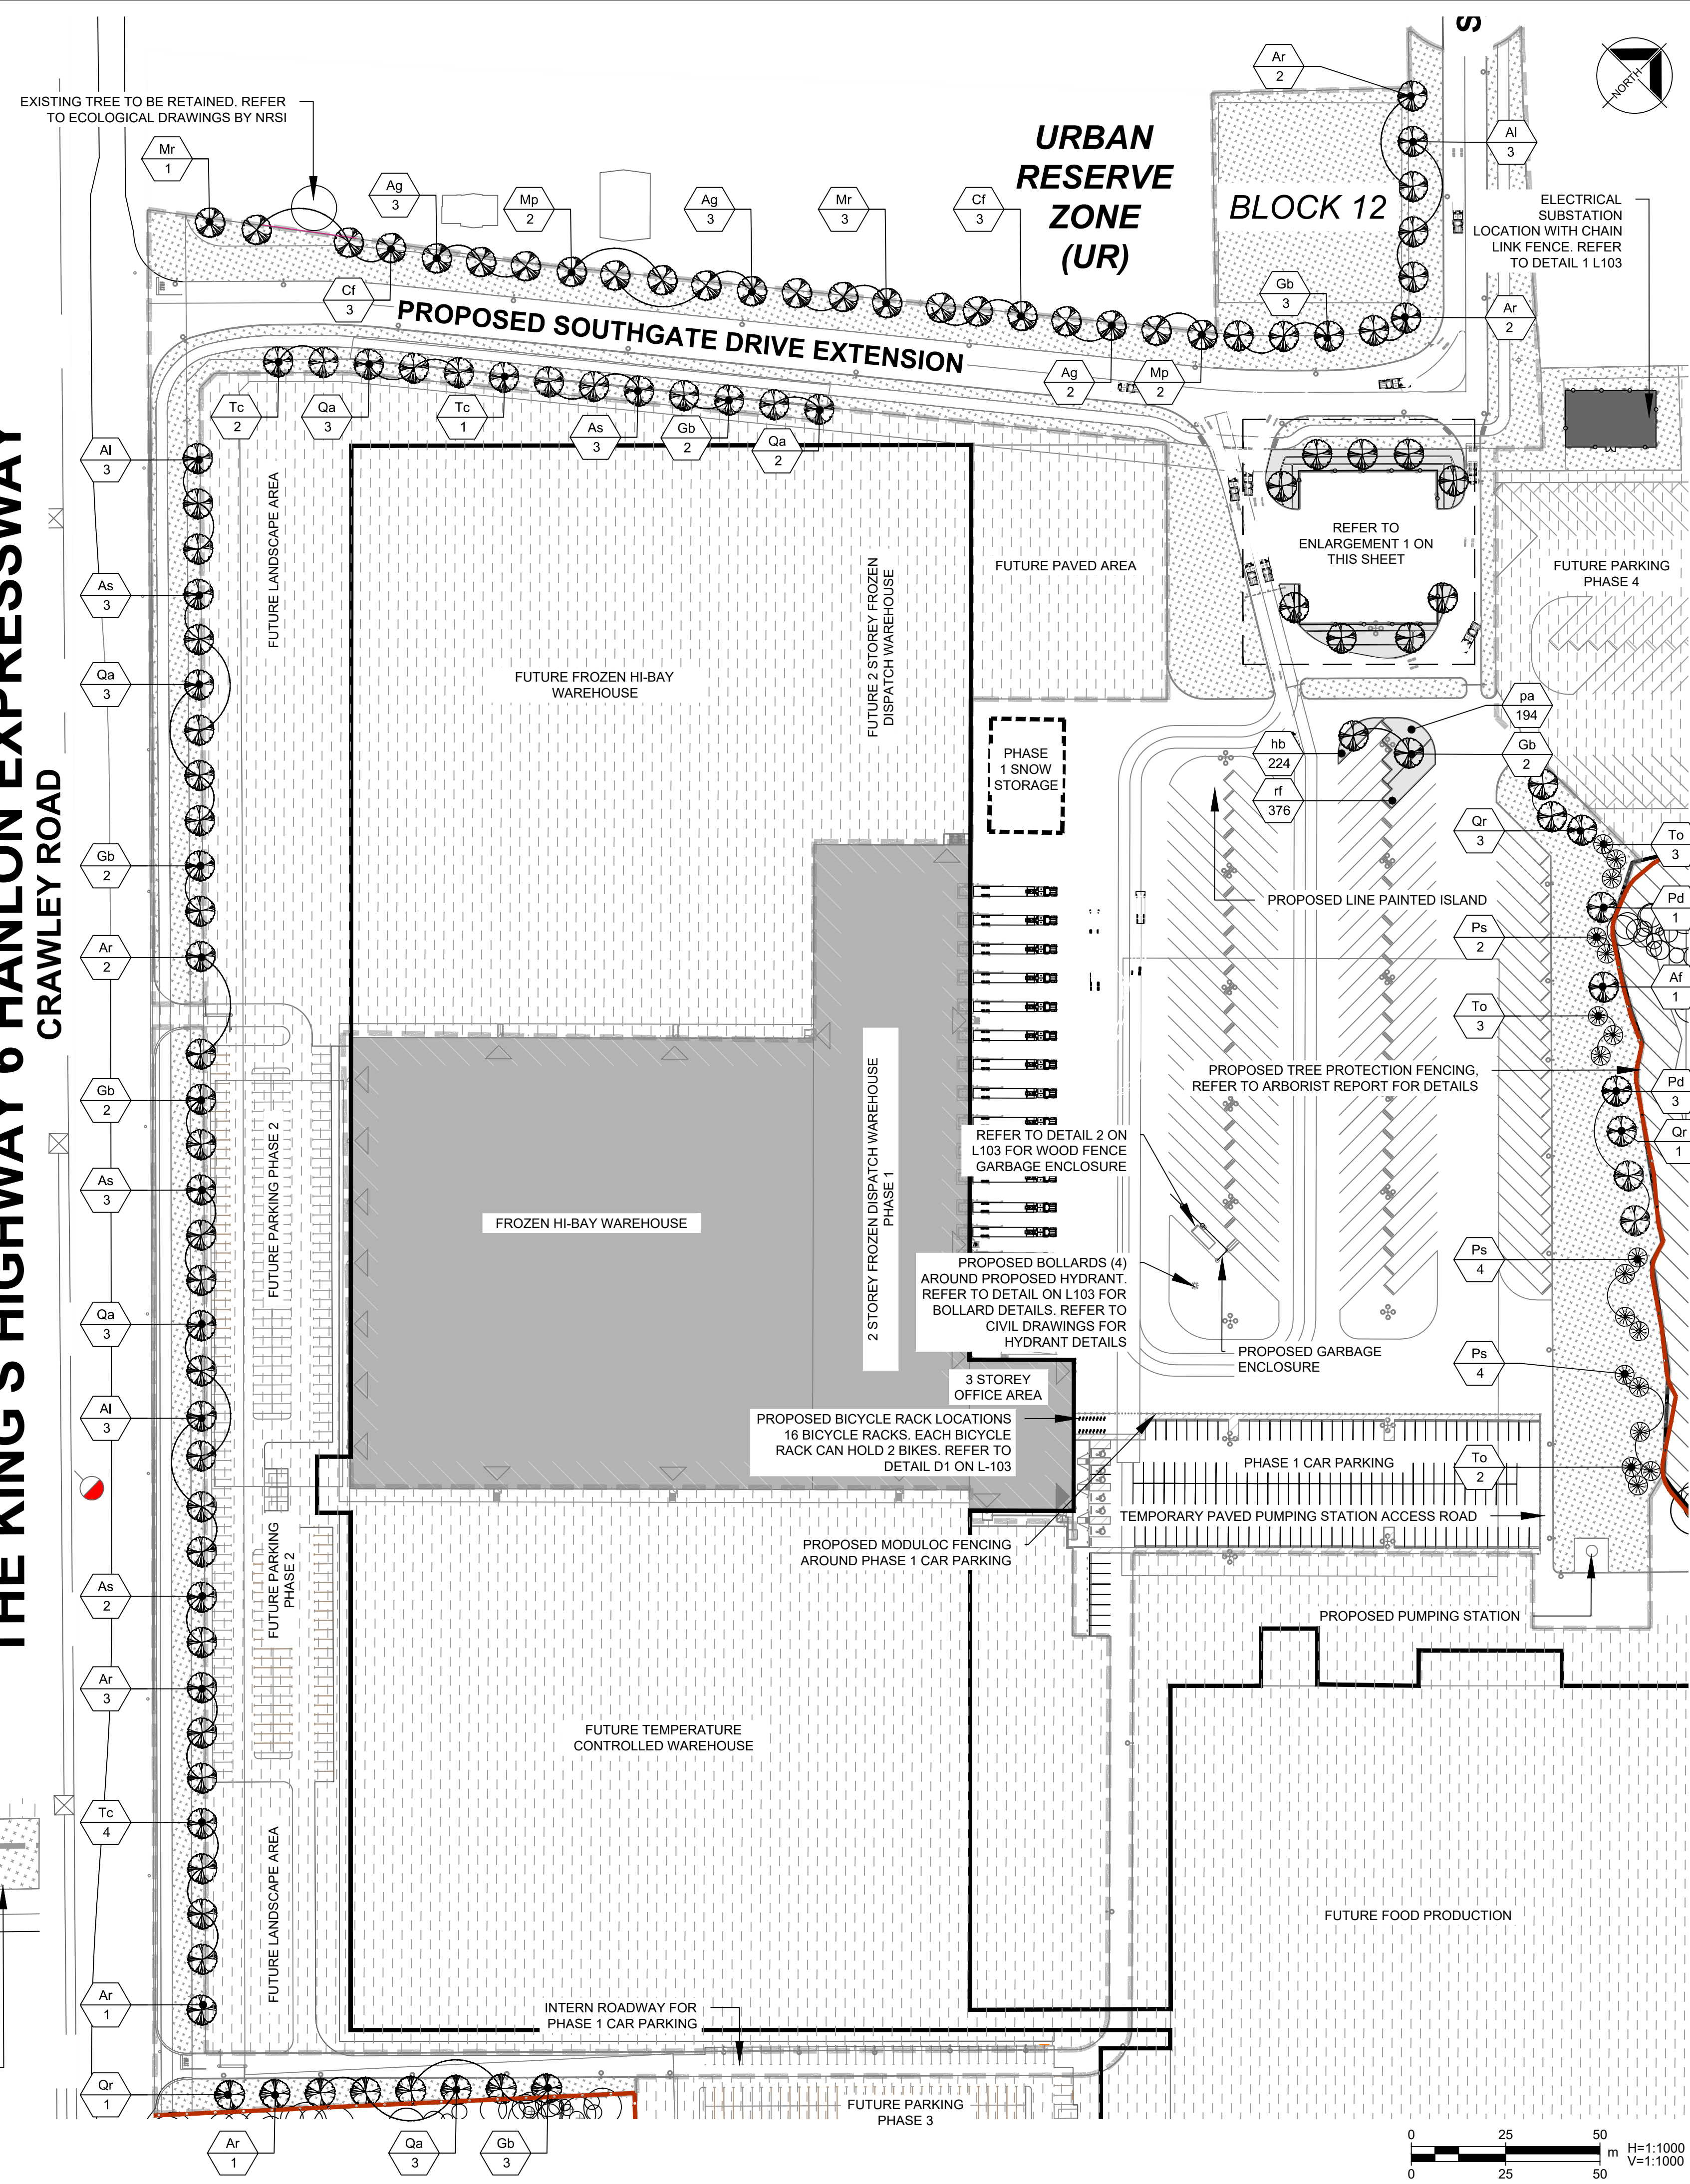 S
NORTH
EXISTING TREE TO BE RETAINED. REFER
TO ECOLOGICAL DRAWINGS BY NRSI
Mr
1
Ag
3
Mp
2
Ag
3
Mr
3
Cf
3
URBAN
RESERVE
ZONE
(UR)
BLOCK 12
Ar
2
Al
3
ELECTRICAL
SUBSTATION
LOCATION WITH CHAIN
LINK FENCE. REFER
TO DETAIL 1 L103
Cf
3
PROPOSED SOUTHGATE DRIVE EXTENSION
Gb
3
Ar
2
Ag
2
Mp
2
Tc
2
Qa
3
Tc
1
As
3
Gb
2
Qa
2
THE KING'S HIGHWAY 6 HANLON EXPRESSWAY
CRAWLEY ROAD
Al
3
As
3
Qa
3
Gb
2
Ar
2
Gb
2
As
3
Qa
3
Al
3
As
2
Ar
3
Tc
4
Ar
1
Qr
1
FUTURE LANDSCAPE AREA
FUTURE FROZEN HI-BAY
WAREHOUSE
FUTURE 2 STOREY FROZEN
DISPATCH WAREHOUSE
FUTURE PAVED AREA
REFER TO
ENLARGEMENT 1 ON
THIS SHEET
FUTURE PARKING
PHASE 4
PHASE
1 SNOW
STORAGE
hb
224
rf
376
pa
194
Gb
2
Qr
3
To
3
Pd
1
Ps
2
Af
1
To
3
PROPOSED LINE PAINTED ISLAND
PROPOSED TREE PROTECTION FENCING,
REFER TO ARBORIST REPORT FOR DETAILS
Pd
3
Qr
1
FUTURE PARKING PHASE 2
FROZEN HI-BAY WAREHOUSE
2 STOREY FROZEN DISPATCH WAREHOUSE
PHASE 1
REFER TO DETAIL 2 ON
L103 FOR WOOD FENCE
GARBAGE ENCLOSURE
PROPOSED BOLLARDS (4)
AROUND PROPOSED HYDRANT.
REFER TO DETAIL ON L103 FOR
BOLLARD DETAILS. REFER TO
CIVIL DRAWINGS FOR
HYDRANT DETAILS
Ps
4
PROPOSED GARBAGE
ENCLOSURE
Ps
4
3 STOREY
OFFICE AREA
PROPOSED BICYCLE RACK LOCATIONS
16 BICYCLE RACKS. EACH BICYCLE
RACK CAN HOLD 2 BIKES. REFER TO
DETAIL D1 ON L-103
PHASE 1 CAR PARKING
To
2
TEMPORARY PAVED PUMPING STATION ACCESS ROAD
PROPOSED MODULOC FENCING
AROUND PHASE 1 CAR PARKING
FUTURE PARKING
PHASE 2
PROPOSED PUMPING STATION
FUTURE TEMPERATURE
CONTROLLED WAREHOUSE
FUTURE LANDSCAPE AREA
FUTURE FOOD PRODUCTION
INTERN ROADWAY FOR
PHASE 1 CAR PARKING
FUTURE PARKING
PHASE 3
Ar
1
Qa
3
Gb
3
0 25 50
m
H=1:1000
V=1:1000
0 25 50